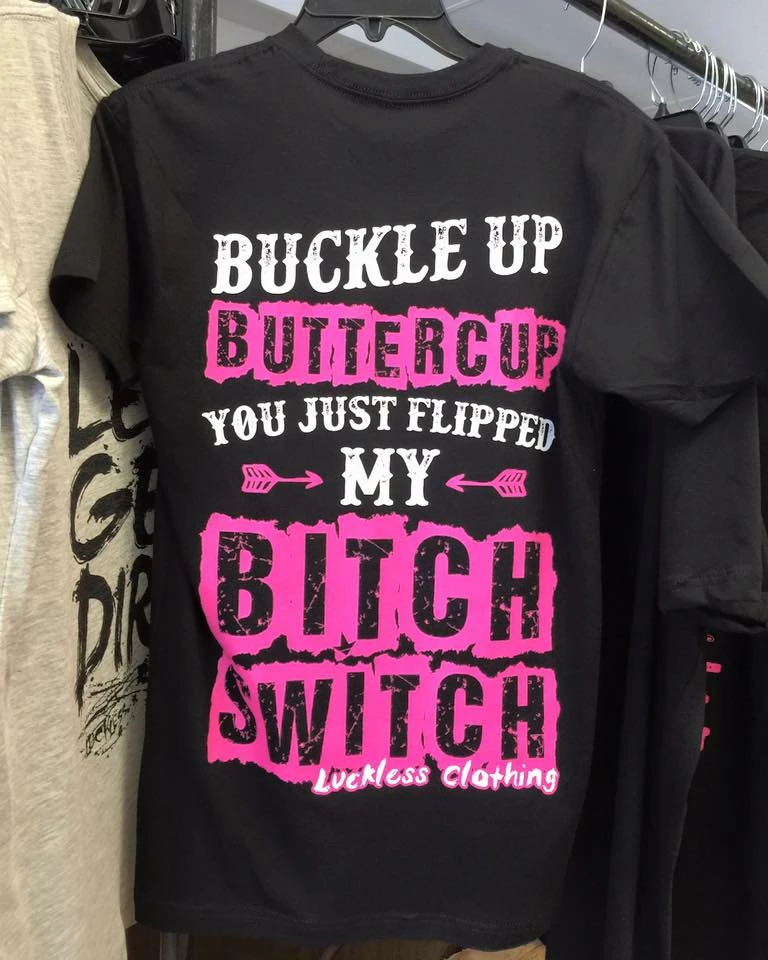 BUCKLE UP
BUTTERCUP
YOU JUST FLIPPED
MY
BITCH
SWITCH
Luckless Clothing